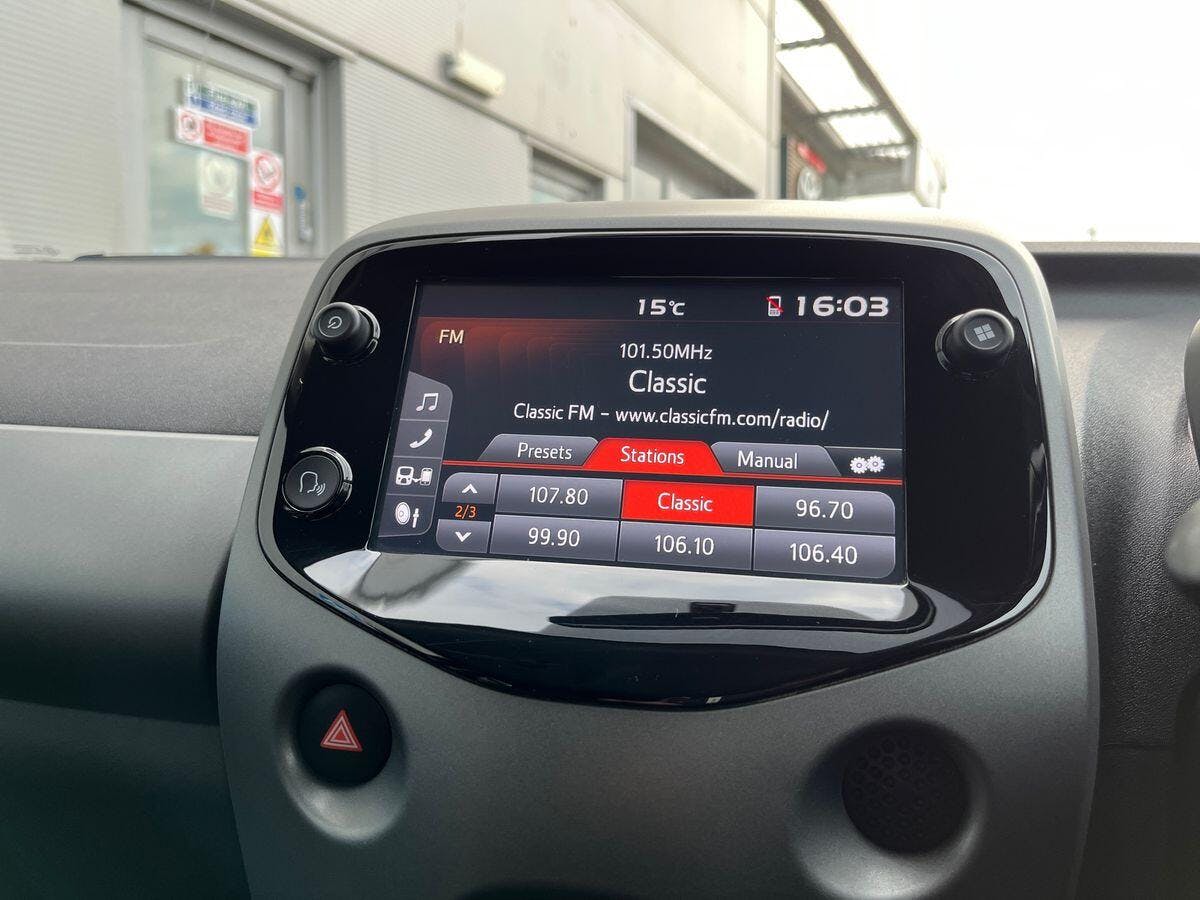 15°C
16:03
FM
101.50MHz
Classic
Classic FM - www.classicfm.com/radio/
Presets Stations Manual
107.80 Classic 96.70
2/3
99.90 106.10 106.40